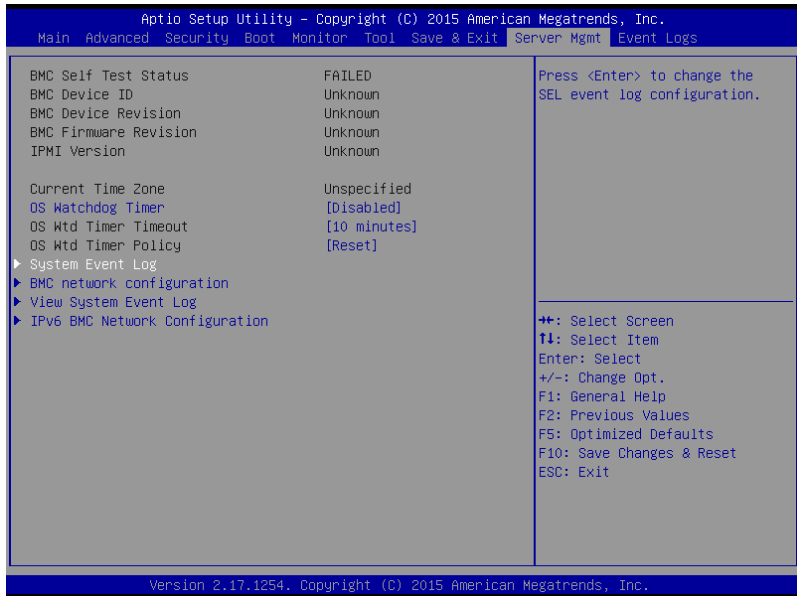 Aptio Setup Utility – Copyright (C) 2015 American Megatrends, Inc.
Main Advanced Security Boot Monitor Tool Save & Exit Server Mgmt Event Logs
BMC Self Test Status FAILED
BMC Device ID Unknown
BMC Device Revision Unknown
BMC Firmware Revision Unknown
IPMI Version Unknown
Current Time Zone Unspecified
OS Watchdog Timer [Disabled]
OS Wtd Timer Timeout [10 minutes]
OS Wtd Timer Policy [Reset]
System Event Log
BMC network configuration
View System Event Log
IPv6 BMC Network Configuration
Press <Enter> to change the
SEL event log configuration.
→←: Select Screen
↑↓: Select Item
Enter: Select
+/-: Change Opt.
F1: General Help
F2: Previous Values
F5: Optimized Defaults
F10: Save Changes & Reset
ESC: Exit
Version 2.17.1254. Copyright (C) 2015 American Megatrends, Inc.